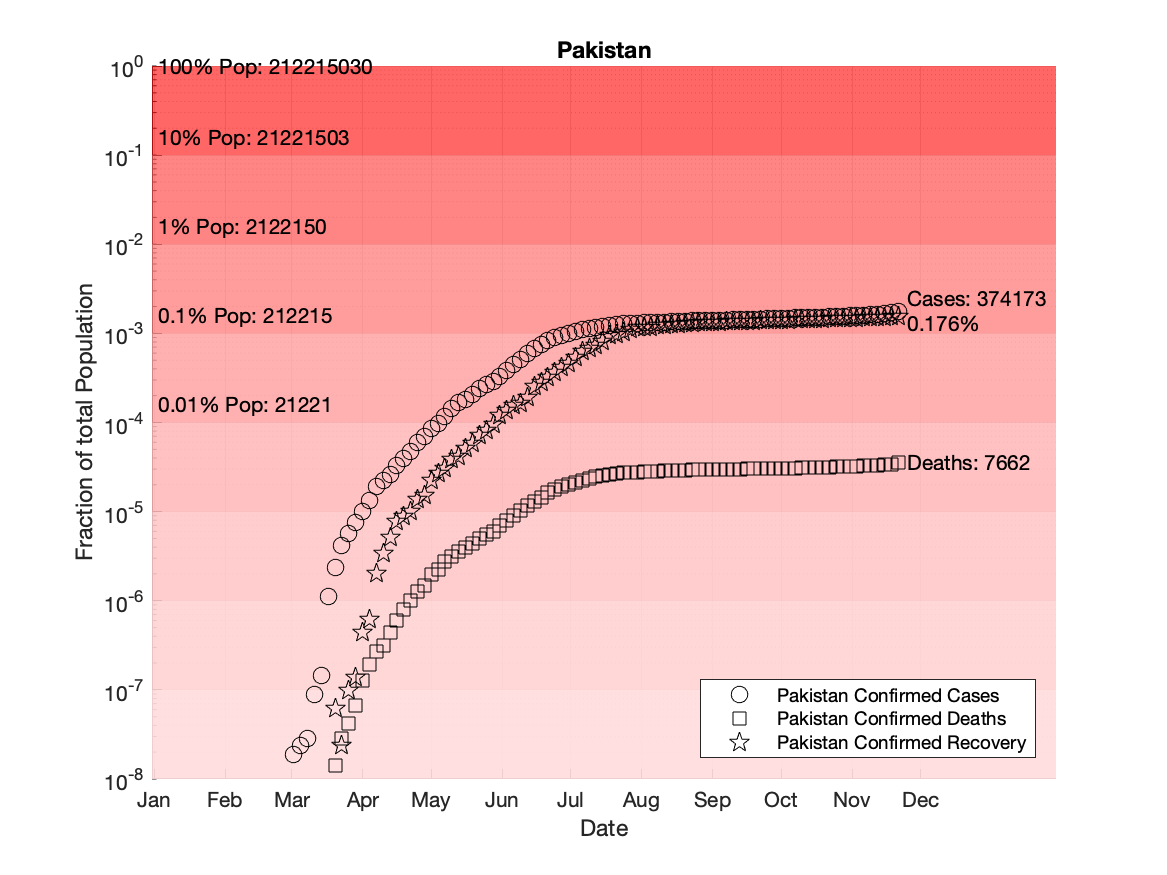 Pakistan
10^0
100% Pop: 212215030
10% Pop: 21221503
10^-1
1% Pop: 2122150
10^-2
Cases: 374173
0.1% Pop: 212215
0.176%
10^-3
0.01% Pop: 21221
10^-4
Deaths: 7662
10^-5
10^-6
10^-7
10^-8
Fraction of total Population
Pakistan Confirmed Cases
Pakistan Confirmed Deaths
Pakistan Confirmed Recovery
Jan Feb Mar Apr May Jun Jul Aug Sep Oct Nov Dec
Date